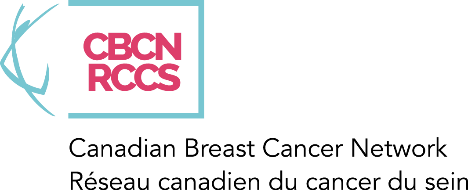 CBCN
RCCS
Canadian Breast Cancer Network
Réseau canadien du cancer du sein